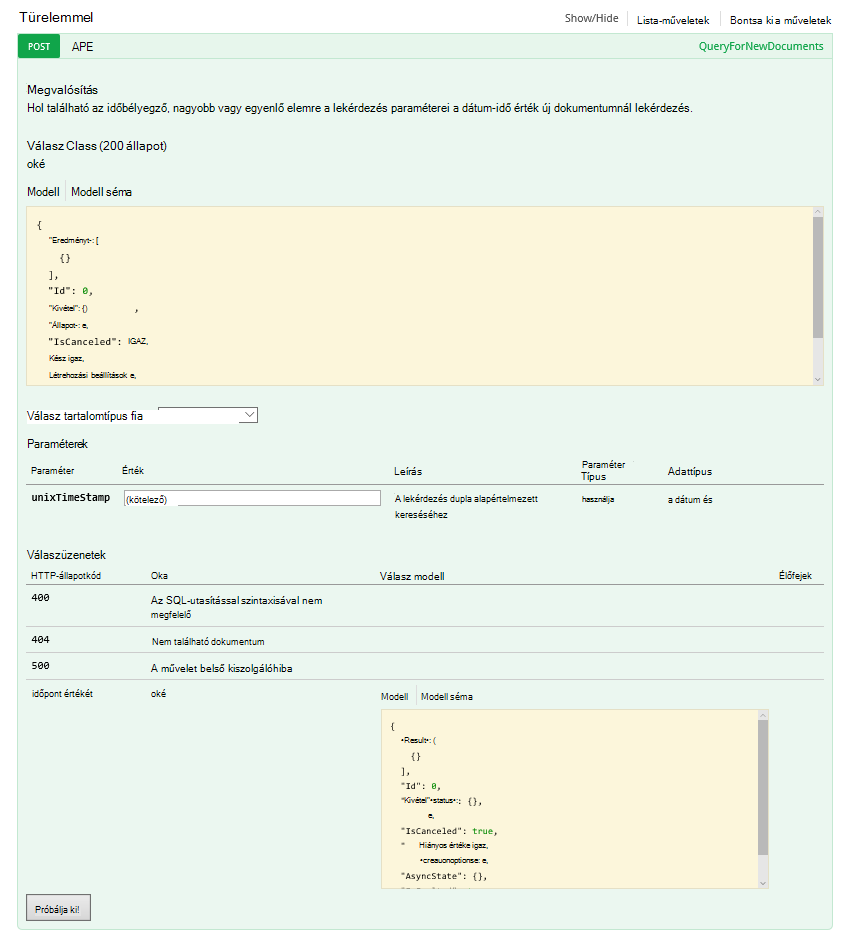 Türelemmel
Show/Hide Lista-műveletek Bontsa ki a műveletek
POST APE QueryForNewDocuments
Megvalósítás
Hol található az időbélyegző, nagyobb vagy egyenlő elemre a lekérdezés paraméterei a dátum-idő érték új dokumentumnál lekérdezés.
Válasz Class (200 állapot)
oké
Modell Modell séma
{
"Eredményt-: [
{}
],
"Id": 0,
"Kivétel": {} ,
"Állapot-: e,
"IsCanceled": IGAZ,
Kész igaz,
Létrehozási beállítások e,
Válasz tartalomtípus fia
Paraméterek
Paraméter Érték Leírás Paraméter Típus Adattípus
unixTimeStamp (kötelező) A lekérdezés dupla alapértelmezett használja a dátum és
kereséséhez
Válaszüzenetek
HTTP-állapotkód Oka Válasz modell Élőfejek
400 Az SQL-utasítással szintaxisával nem
megfelelő
404 Nem található dokumentum
500 A művelet belső kiszolgálóhiba
időpont értékét oké Modell Modell séma
{
•Result•: (
{}
],
"Id": 0,
"Kivétel"•status•: {},
e,
"IsCanceled": true,
" Hiányos értéke igaz,
•creauonoptionse: e,
"AsyncState": {},
Próbálja ki!